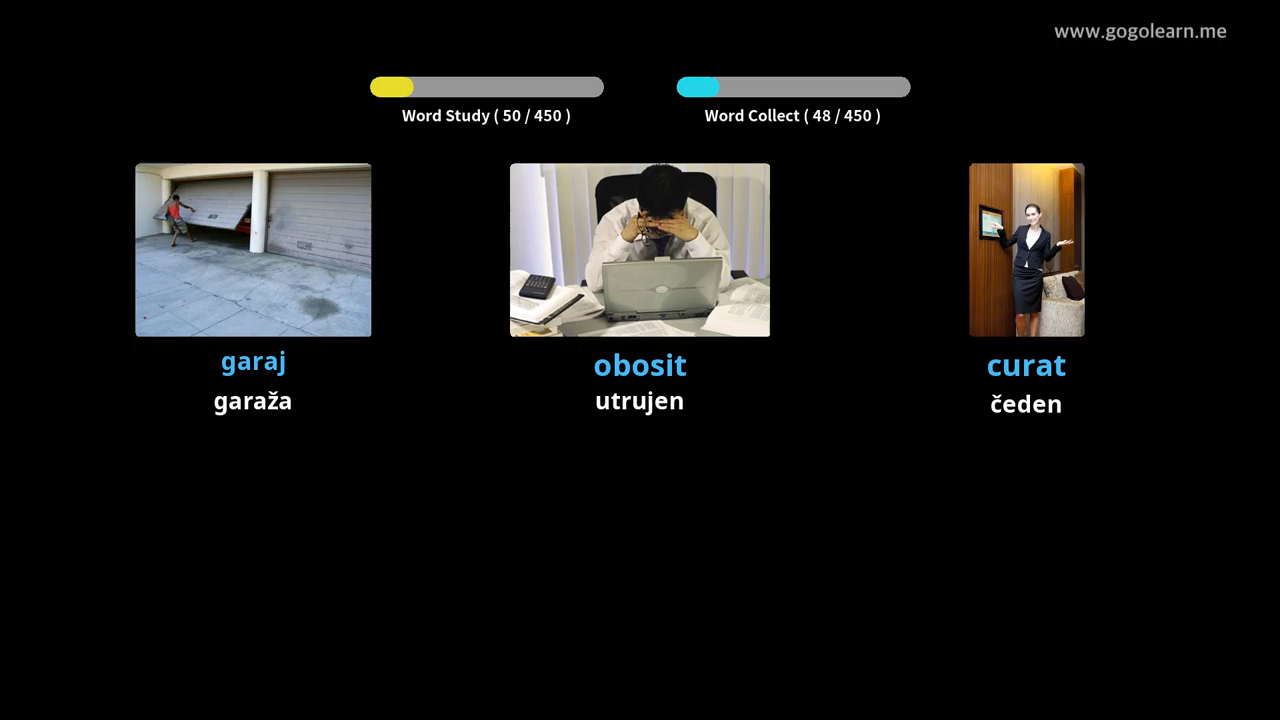 www.gogolearn.me
Word Study ( 50 / 450 )
Word Collect ( 48 / 450 )
garaj
garaža
obosit
utrujen
curat
čeden